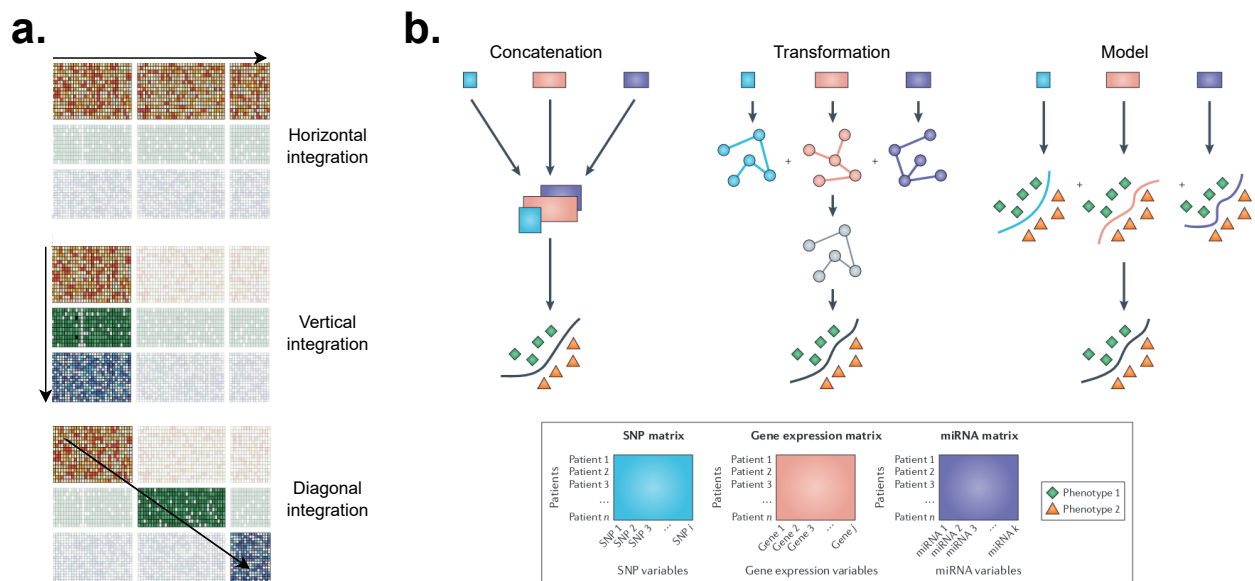 a.
Horizontal
integration
Vertical
integration
Diagonal
integration
b.
Concatenation
Transformation
Model
+
+
+
+
SNP matrix
Patients
Patient 1
Patient 2
Patient 3
...
Patient n
SNP 1
SNP 2
SNP 3
...
SNP i
SNP variables
Gene expression matrix
Patients
Patient 1
Patient 2
Patient 3
...
Patient n
Gene 1
Gene 2
Gene 3
...
Gene j
Gene expression variables
miRNA matrix
Patients
Patient 1
Patient 2
Patient 3
...
Patient n
miRNA 1
miRNA 2
miRNA 3
...
miRNA k
miRNA variables
Phenotype 1
Phenotype 2